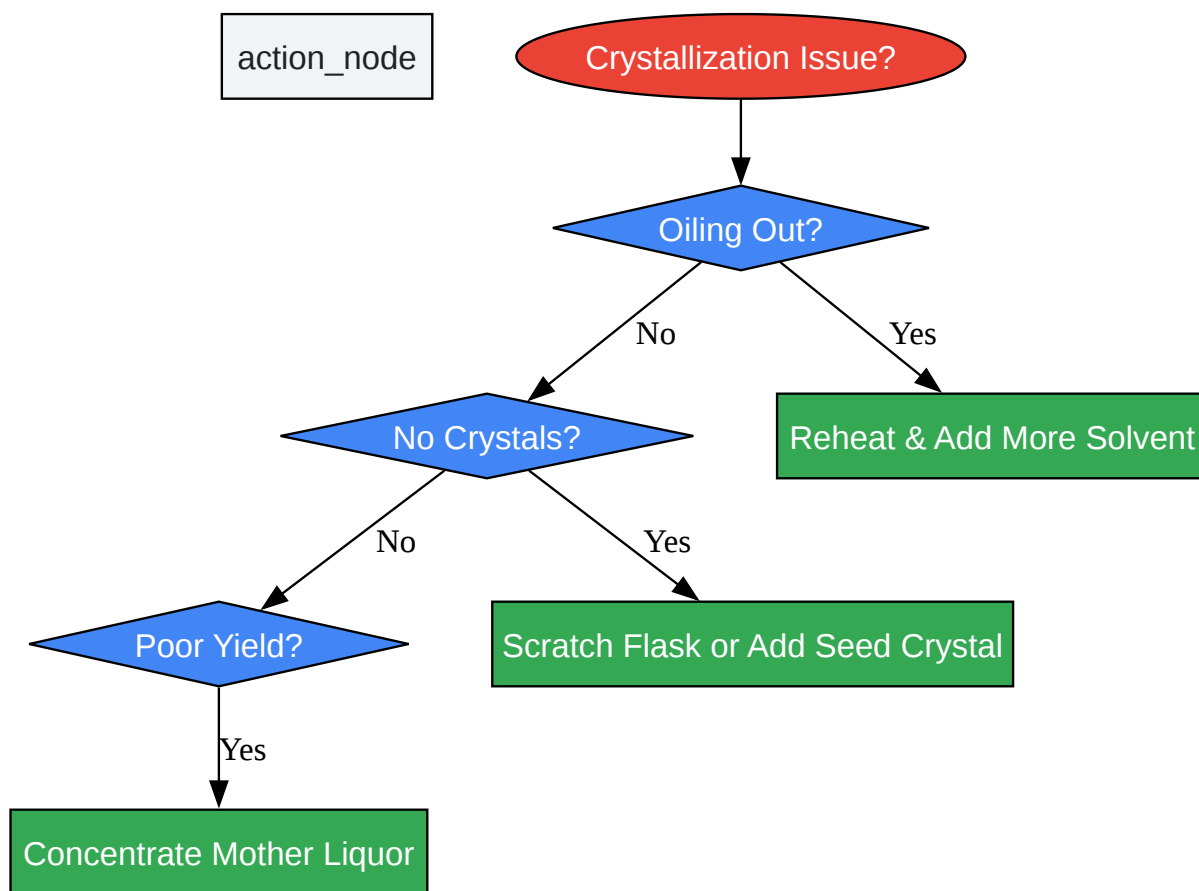 action_node
Crystallization Issue?
Oiling Out?
No
Yes
No Crystals?
Reheat & Add More Solvent
No
Yes
Poor Yield?
Scratch Flask or Add Seed Crystal
Yes
Concentrate Mother Liquor